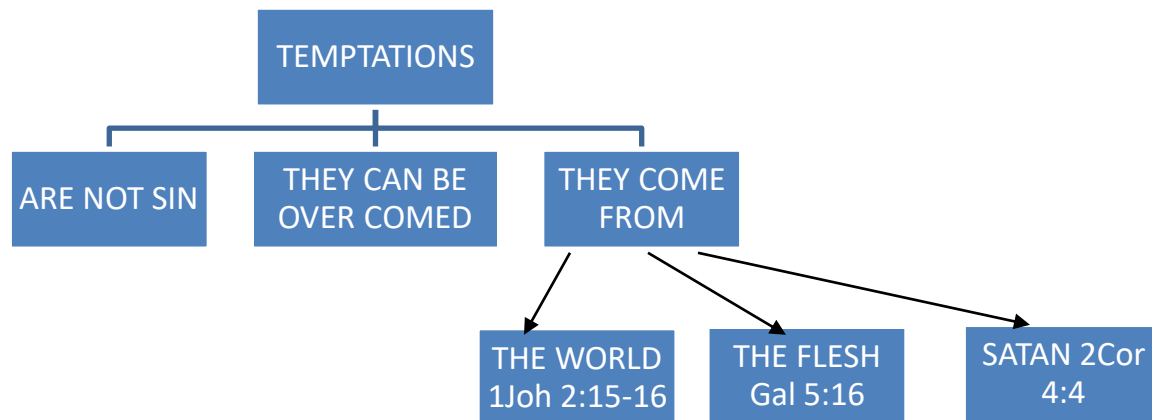 TEMPTATIONS
ARE NOT SIN
THEY CAN BE
OVER COMED
THEY COME
FROM
THE WORLD
1Joh 2:15-16
THE FLESH
Gal 5:16
SATAN 2Cor
4:4